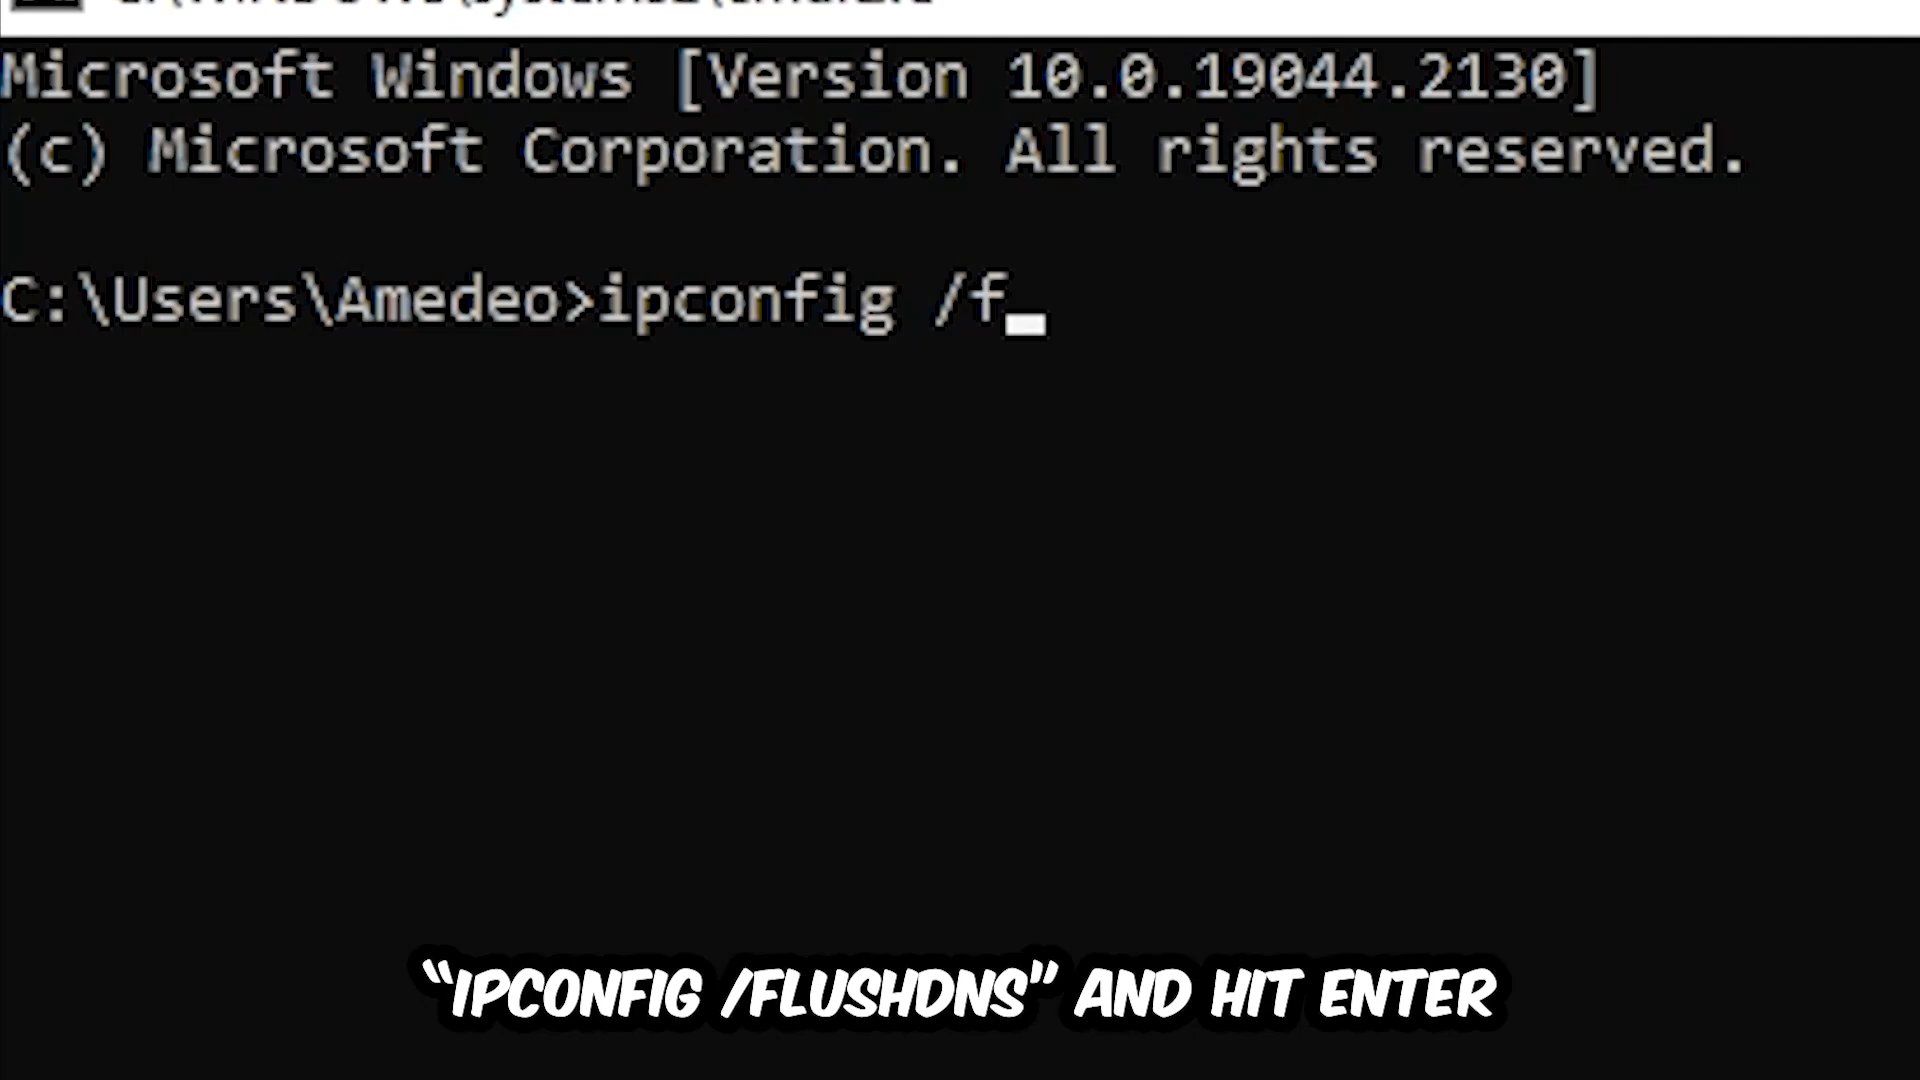 Microsoft Windows [Version 10.0.19044.2130]
(c) Microsoft Corporation. All rights reserved.
C:\Users\Amedeo>ipconfig /f
“IPCONFIG /FLUSHDNS” AND HIT ENTER